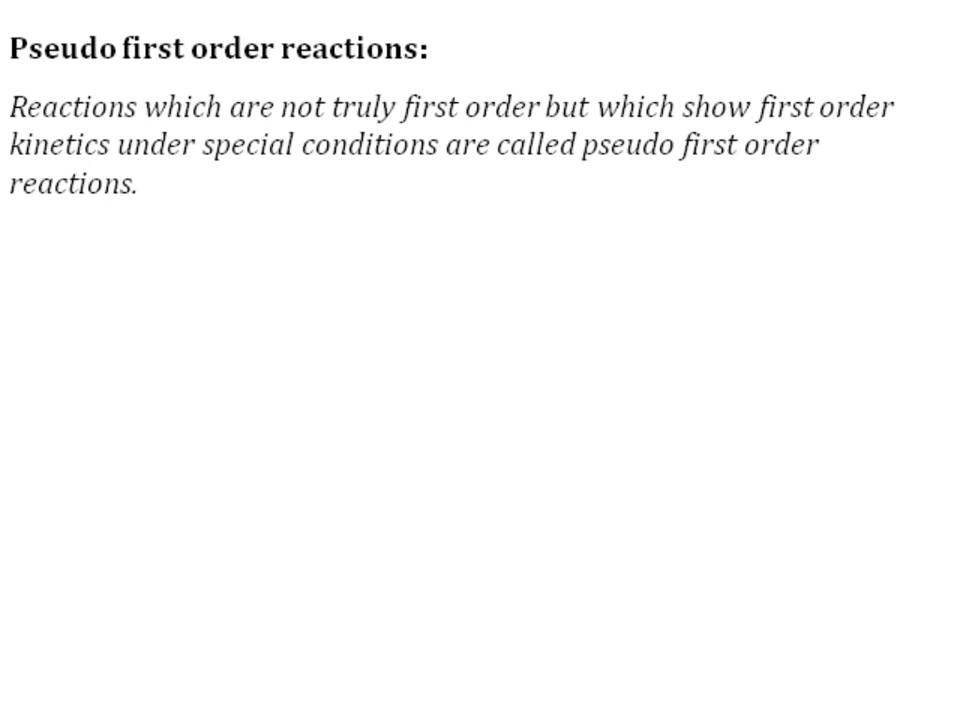 Pseudo first order reactions:
Reactions which are not truly first order but which show first order
kinetics under special conditions are called pseudo first order
reactions.